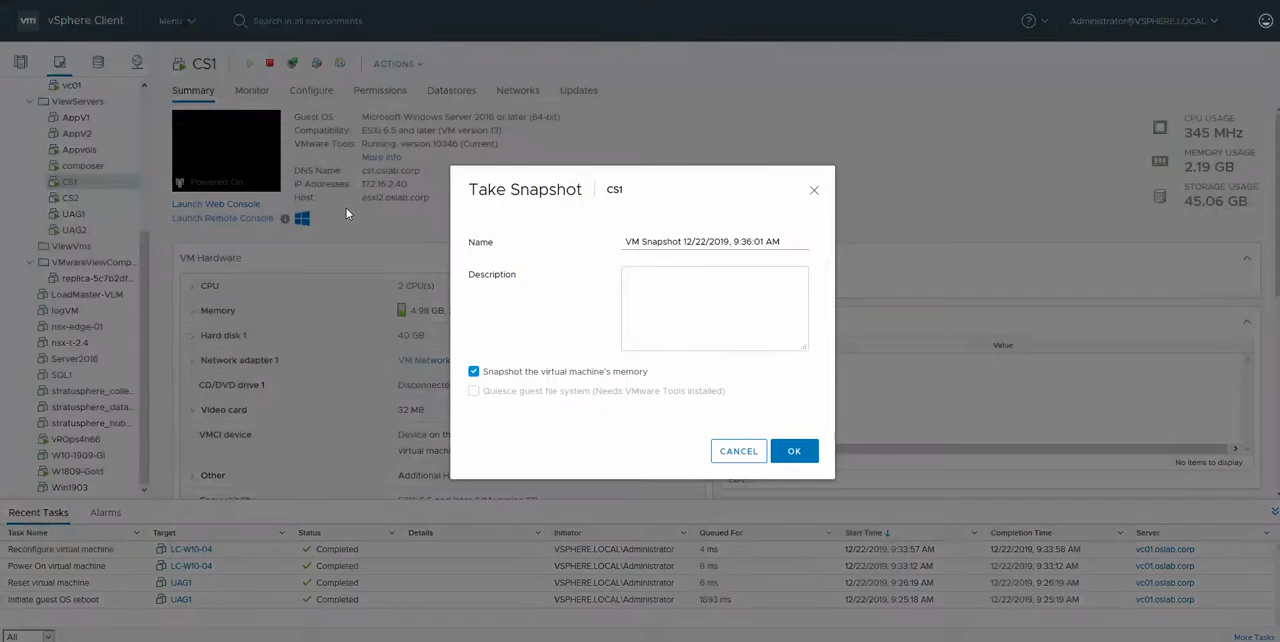 vm vSphere Client Menu Search in all environments Administrator@VSPHERE.LOCAL
CS1 ACTIONS
Summary Monitor Configure Permissions Datastores Networks Updates
vc01
ViewServers
AppV1
AppV2
Appvols
composer
CS1
CS2
UAG1
UAG2
ViewVms
VMwareViewComp...
replica-5c7b2df...
LoadMaster-VLM
logVM
nsx-edge-01
nsx-t-2.4
Server2016
SQL1
stratusphere_colle...
stratusphere_data...
stratusphere_hub...
vROps4h66
W10-1909-Gl
W1809-Gold
Win1903
Powered On
Launch Web Console
Launch Remote Console
Guest OS: Microsoft Windows Server 2016 or later (64-bit)
Compatibility: ESXi 6.5 and later (VM version 13)
VMware Tools: Running, version:10346 (Current)
More info
DNS Name: cs1.oslab.corp
IP Addresses: 172.16.2.40
Host: esxi2.oslab.corp
CPU USAGE
345 MHz
MEMORY USAGE
2.19 GB
STORAGE USAGE
45.06 GB
VM Hardware
CPU 2 CPU(s)
Memory 4.98 GB,
Hard disk 1 40 GB
Network adapter 1 VM Network
CD/DVD drive 1 Disconnecte
Video card 32 MB
VMCI device Device on th
virtual machi
Other Additional H
Value
No items to display
Take Snapshot CS1
Name VM Snapshot 12/22/2019, 9:36:01 AM
Description
Snapshot the virtual machine's memory
Quiesce guest file system (Needs VMware Tools installed)
CANCEL OK
Recent Tasks Alarms
Task Name Target Status Details Initiator Queued For Start Time ↓ Completion Time Server
Reconfigure virtual machine LC-W10-04 Completed VSPHERE.LOCAL\Administrator 4 ms 12/22/2019, 9:33:57 AM 12/22/2019, 9:33:58 AM vc01.oslab.corp
Power On virtual machine LC-W10-04 Completed VSPHERE.LOCAL\Administrator 6 ms 12/22/2019, 9:33:12 AM 12/22/2019, 9:33:12 AM vc01.oslab.corp
Reset virtual machine UAG1 Completed VSPHERE.LOCAL\Administrator 6 ms 12/22/2019, 9:26:19 AM 12/22/2019, 9:26:19 AM vc01.oslab.corp
Initiate guest OS reboot UAG1 Completed VSPHERE.LOCAL\Administrator 1893 ms 12/22/2019, 9:25:18 AM 12/22/2019, 9:25:19 AM vc01.oslab.corp
All More Tasks